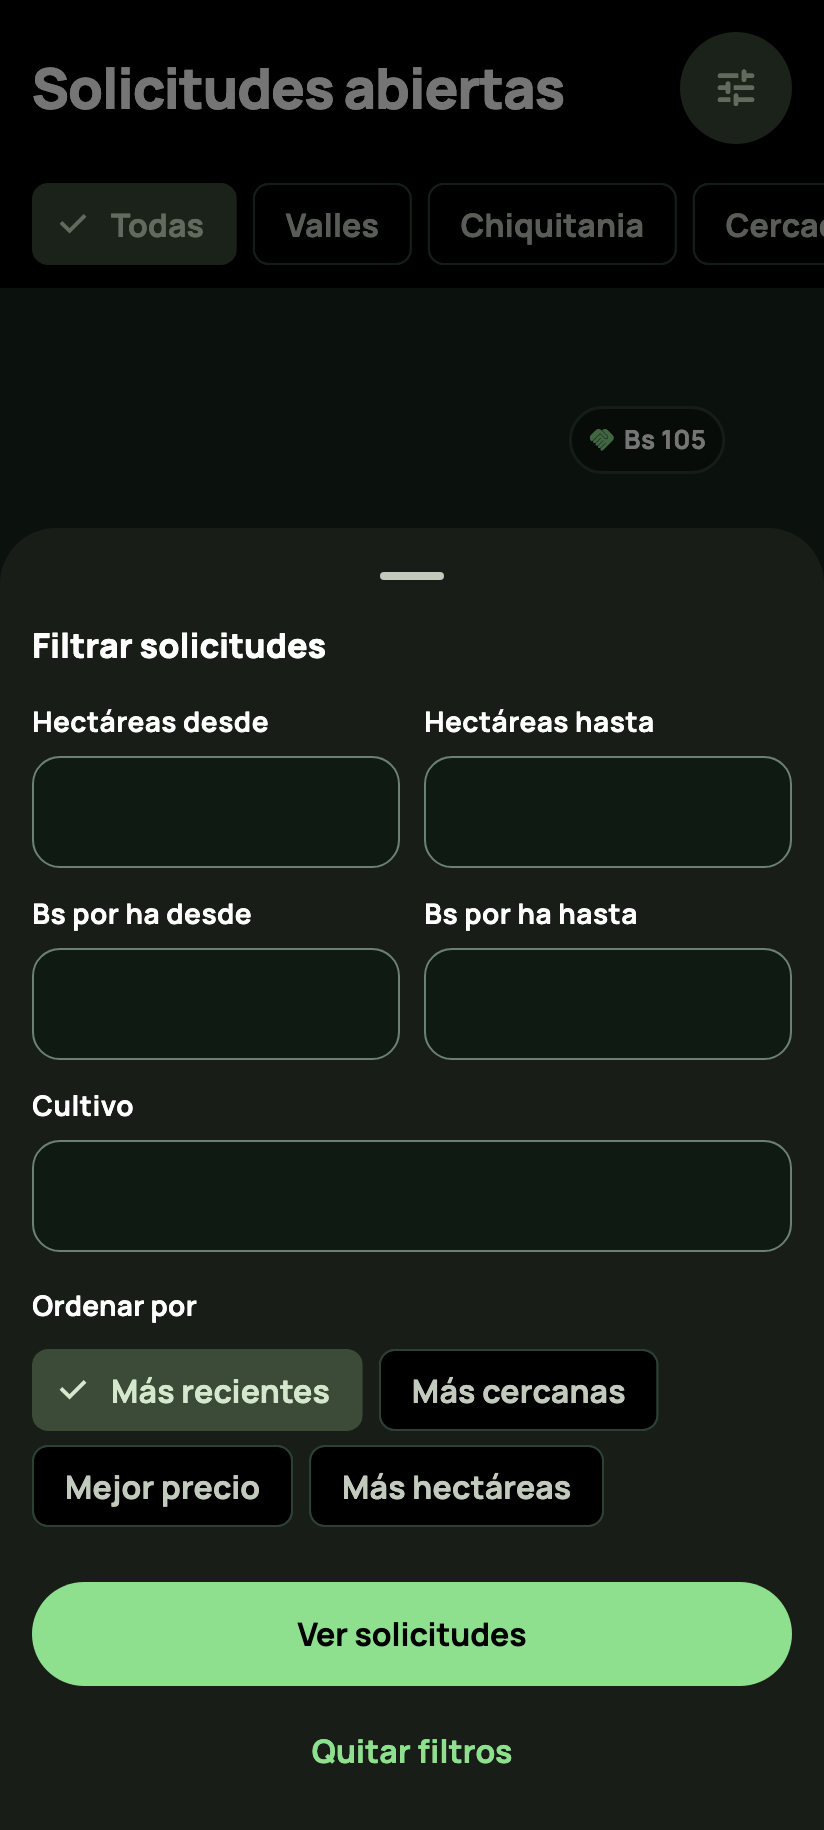 Solicitudes abiertas
Todas Valles Chiquitania
Bs 105
Filtrar solicitudes
Hectáreas desde Hectáreas hasta
Bs por ha desde Bs por ha hasta
Cultivo
Ordenar por
Más recientes Más cercanas
Mejor precio Más hectáreas
Ver solicitudes
Quitar filtros